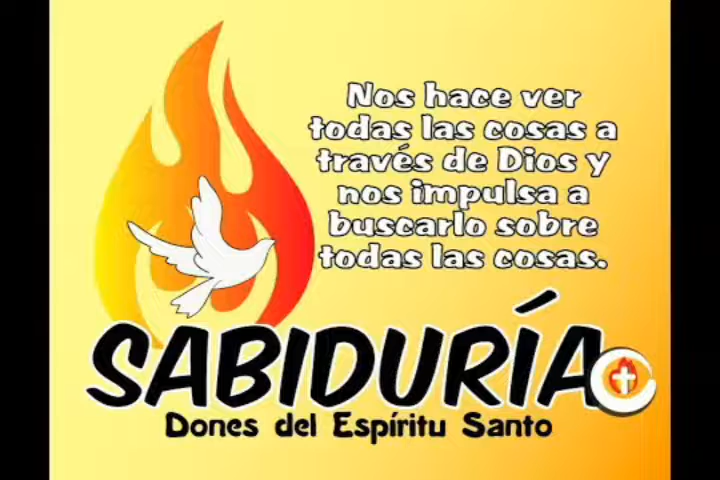 Nos hace ver
todas las cosas a
través de Dios y
nos impulsa a
buscarlo sobre
todas las cosas.
SABIDURÍA
Dones del Espíritu Santo